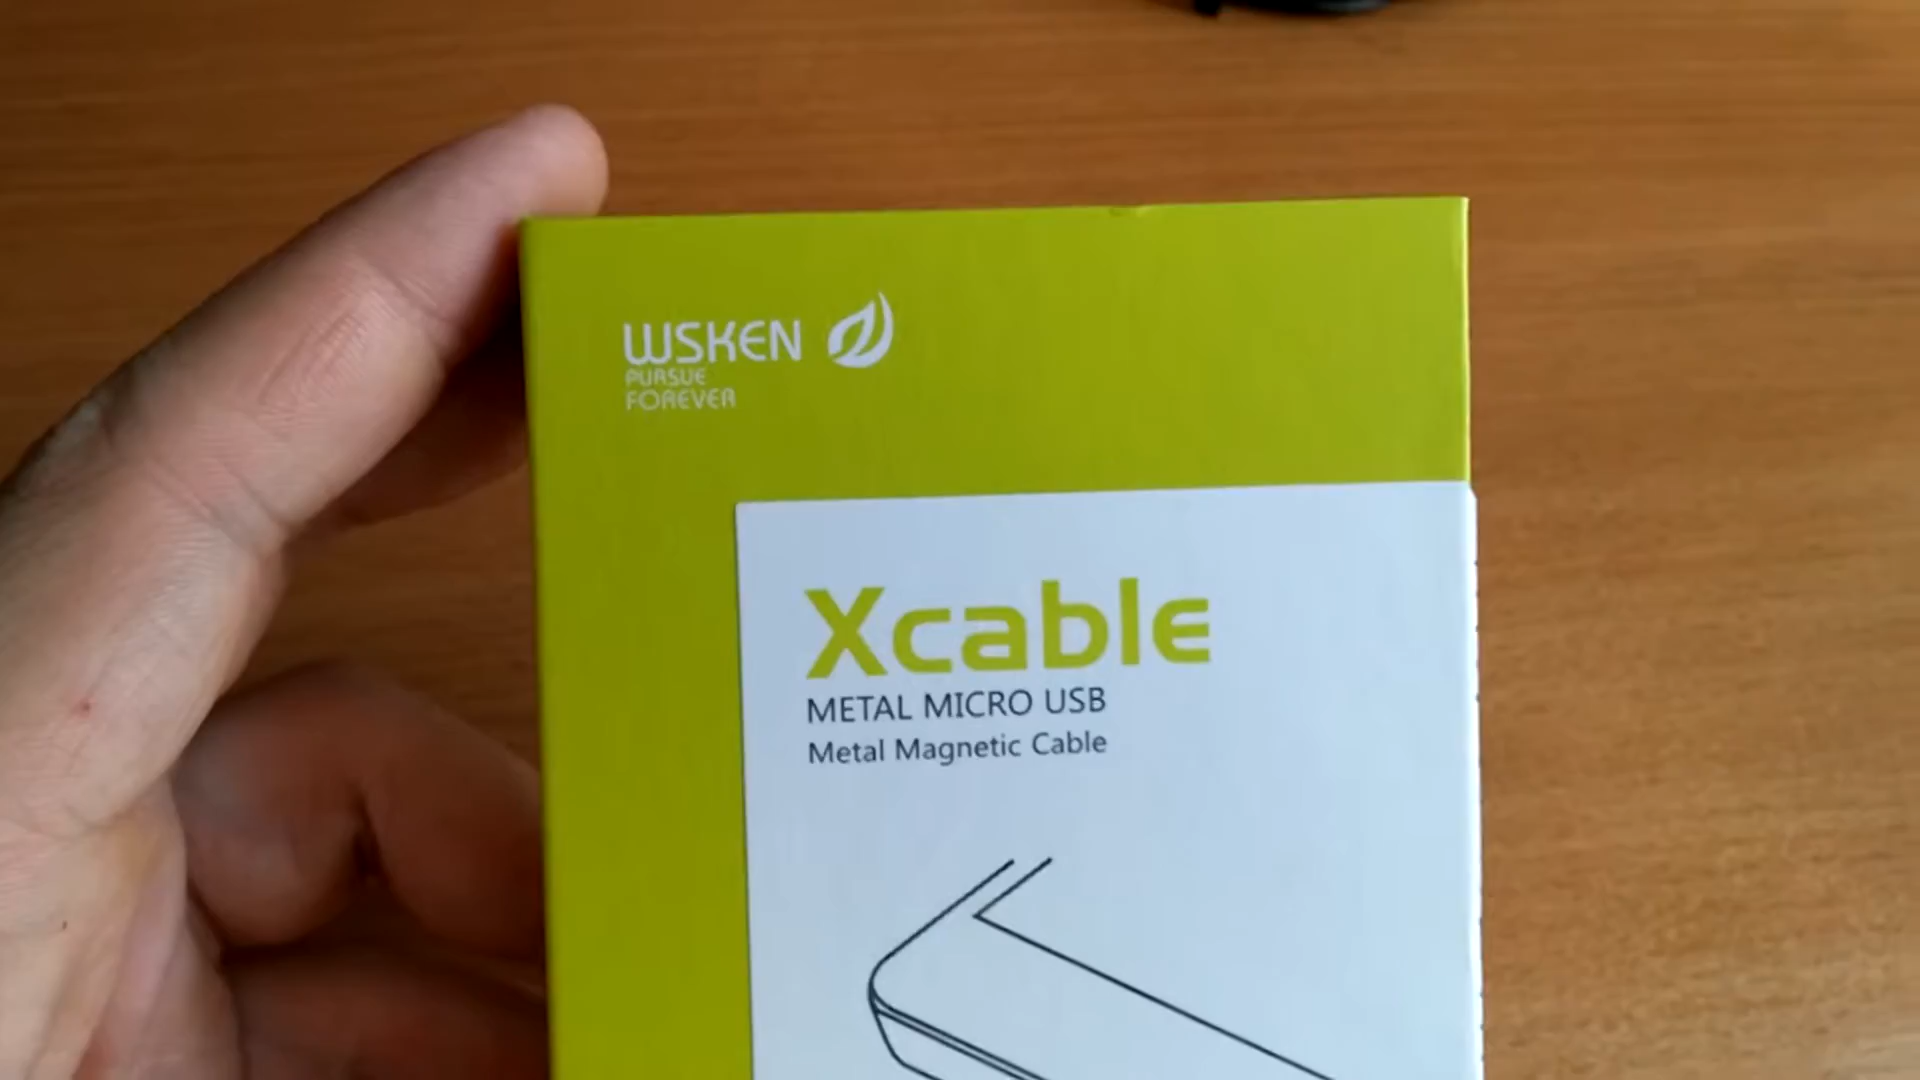 WSKEN
PURSUE
FOREVER
Xcable
METAL MICRO USB
Metal Magnetic Cable